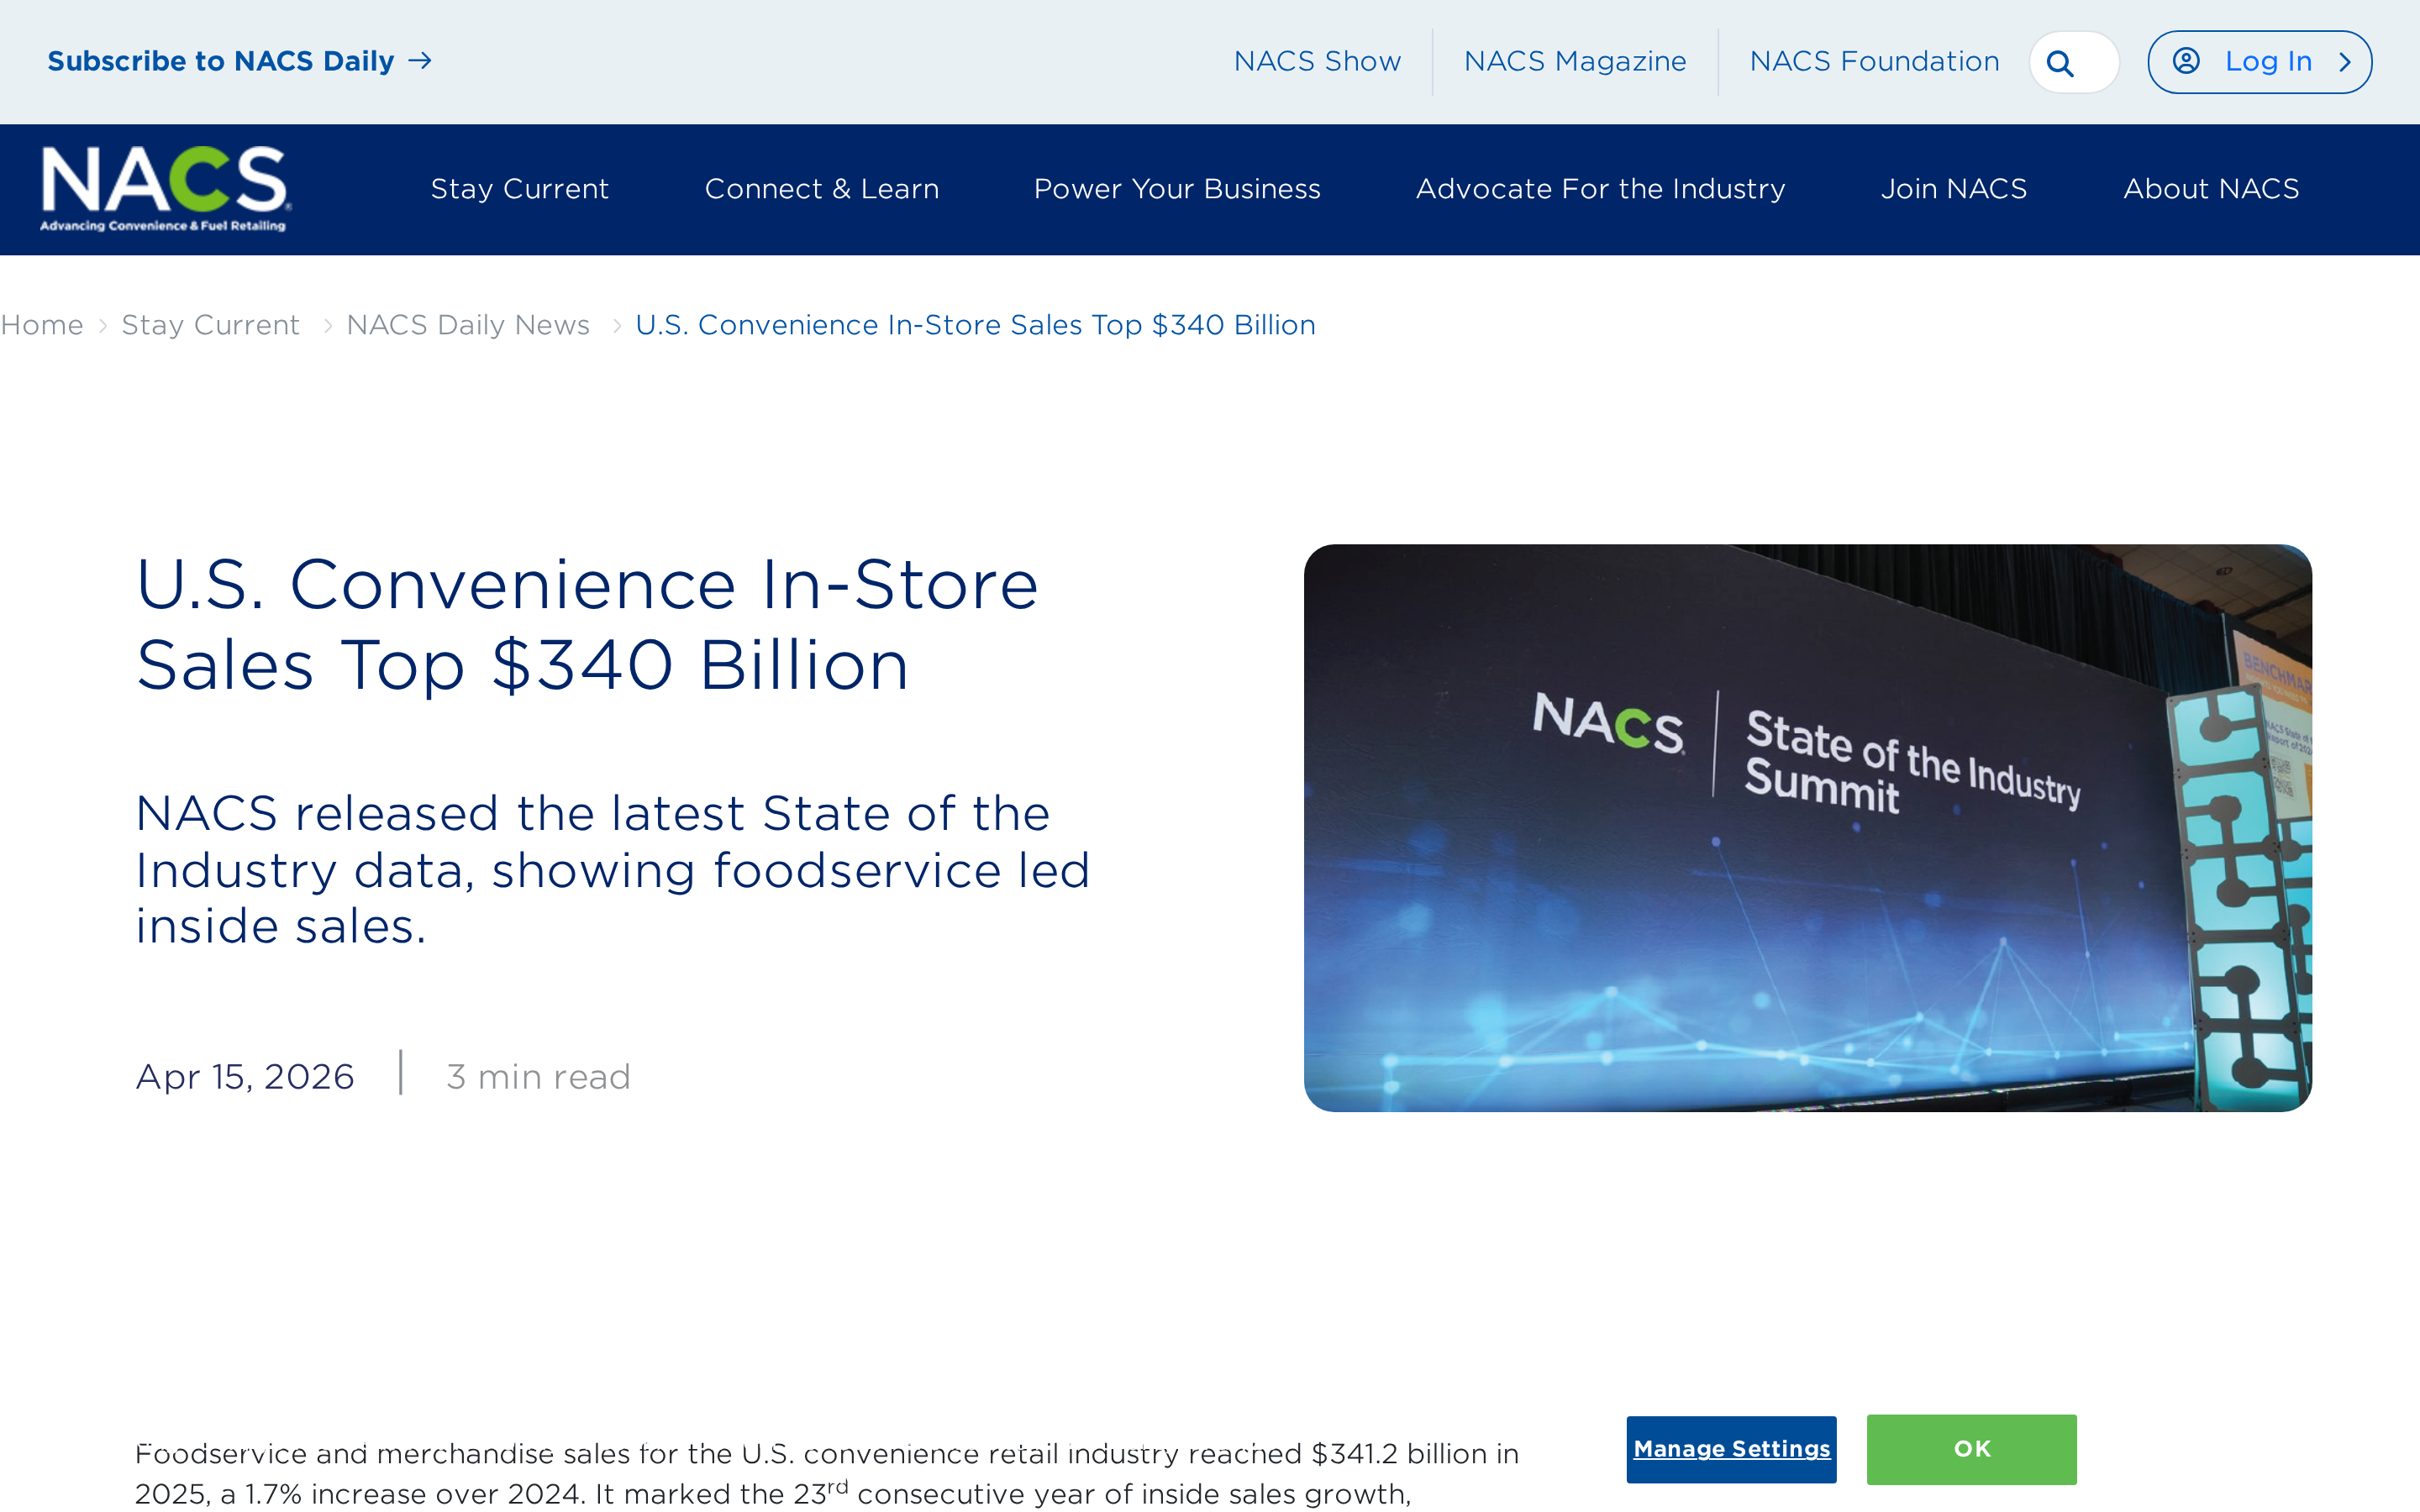 Subscribe to NACS Daily →
NACS Show
NACS Magazine
NACS Foundation
Log In
NACS
Advancing Convenience & Fuel Retailing
Stay Current
Connect & Learn
Power Your Business
Advocate For the Industry
Join NACS
About NACS
Home > Stay Current > NACS Daily News > U.S. Convenience In-Store Sales Top $340 Billion
U.S. Convenience In-Store
Sales Top $340 Billion
NACS released the latest State of the
Industry data, showing foodservice led
inside sales.
Apr 15, 2026 | 3 min read
NACS
State of the Industry
Summit
Foodservice and merchandise sales for the U.S. convenience retail industry reached $341.2 billion in
2025, a 1.7% increase over 2024. It marked the 23rd consecutive year of inside sales growth,
Manage Settings
OK